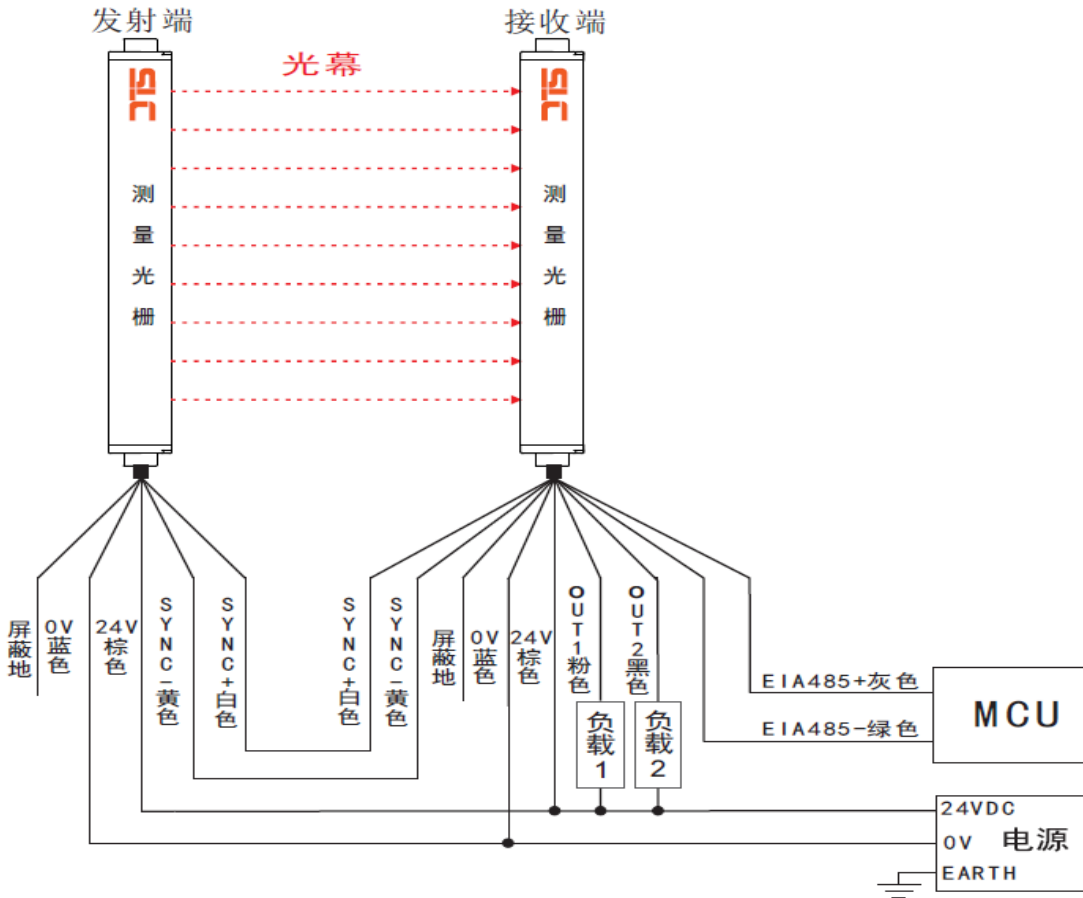 发射端
接收端
光幕
SLC
测量光栅
SLC
测量光栅
屏蔽地
0V蓝色
24V棕色
SYNC-黄色
SYNC+白色
SYNC+白色
SYNC-黄色
屏蔽地
0V蓝色
24V棕色
OUT1粉色
OUT2黑色
负载1
负载2
EIA485+灰色
EIA485-绿色
MCU
24VDC
0V
电源
EARTH